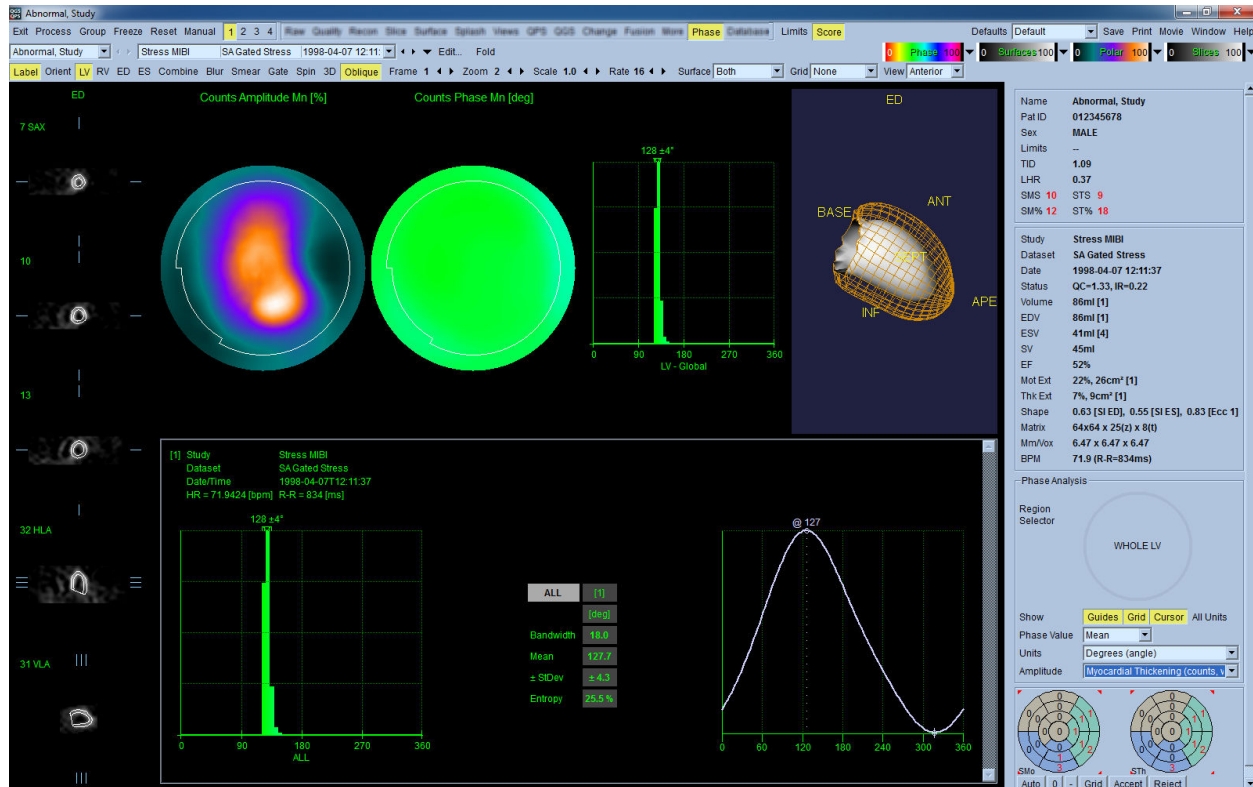 Abnormal, Study
Exit Process Group Freeze Reset Manual 1 2 3 4 Raw Quality Recon Slice Surface Splash Views QPS QGS Change Fusion More Phase Database Limits Score Defaults Default Save Print Movie Window Help
Abnormal, Study Stress MIBI SA Gated Stress 1998-04-07 12:11: Edit... Fold 0 Phase 100 0 Surfaces 100 0 Polar 100 0 Slices 100
Label Orient LV RV ED ES Combine Blur Smear Gate Spin 3D Oblique Frame 1 Zoom 2 Scale 1.0 Rate 16 Surface Both Grid None View Anterior
ED
7 SAX
10
13
32 HLA
31 VLA
Counts Amplitude Mn [%]
Counts Phase Mn [deg]
128 ±4°
0 90 180 270 360
LV - Global
ED
BASE
ANT
SEPT
INF
APE
[1] Study Stress MIBI
Dataset SA Gated Stress
Date/Time 1998-04-07T12:11:37
HR = 71.9424 [bpm] R-R = 834 [ms]
128 ±4°
0 90 180 270 360
ALL
ALL [1]
[deg]
Bandwidth 18.0
Mean 127.7
± StDev ± 4.3
Entropy 25.5 %
@ 127
0 60 120 180 240 300 360
Name Abnormal, Study
Pat ID 012345678
Sex MALE
Limits --
TID 1.09
LHR 0.37
SMS 10 STS 9
SM% 12 ST% 18
Study Stress MIBI
Dataset SA Gated Stress
Date 1998-04-07 12:11:37
Status QC=1.33, IR=0.22
Volume 86ml [1]
EDV 86ml [1]
ESV 41ml [4]
SV 45ml
EF 52%
Mot Ext 22%, 26cm² [1]
Thk Ext 7%, 9cm² [1]
Shape 0.63 [SI ED], 0.55 [SI ES], 0.83 [Ecc 1]
Matrix 64x64 x 25(z) x 8(t)
Mm/Vox 6.47 x 6.47 x 6.47
BPM 71.9 (R-R=834ms)
Phase Analysis
Region
Selector
WHOLE LV
Show Guides Grid Cursor All Units
Phase Value Mean
Units Degrees (angle)
Amplitude Myocardial Thickening (counts,
SMo
STh
Auto 0 - Grid Accept Reject